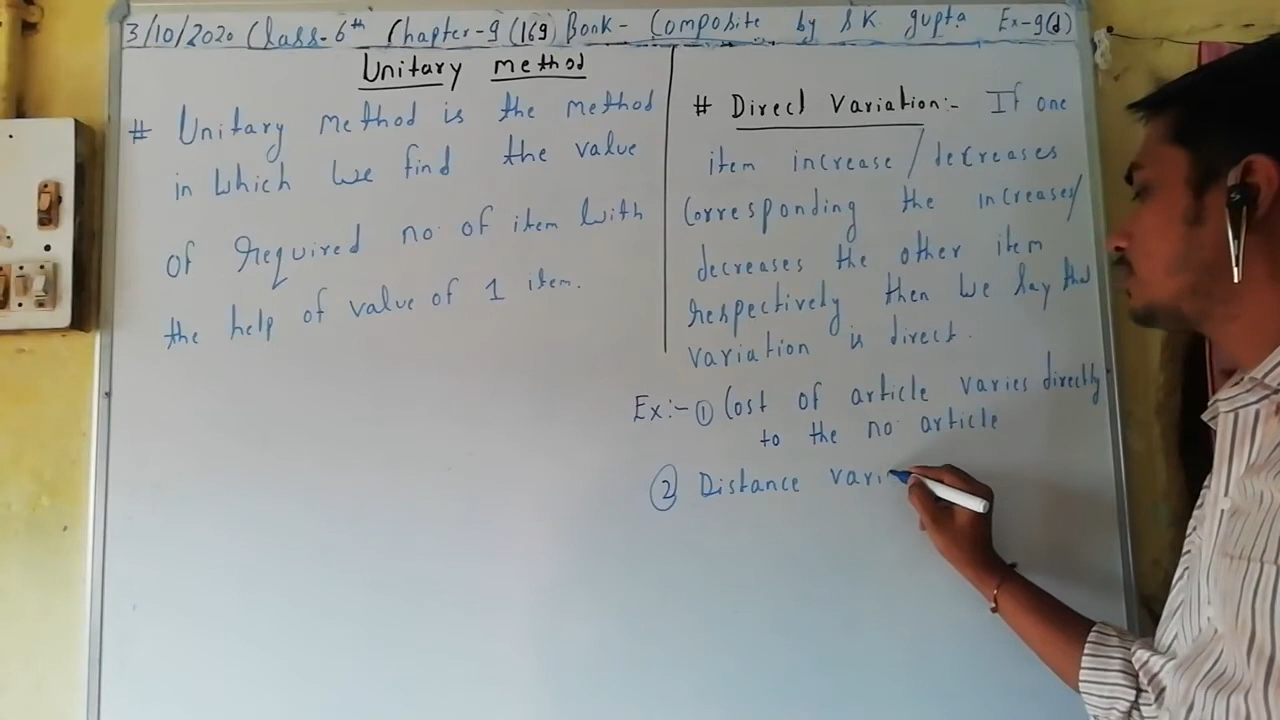 3/10/2020 Class-6th Chapter-9 (169) Book- Composite by S K gupta Ex-9(d)
Unitary method
# Unitary method is the method
in which we find the value
of required no. of item with
the help of value of 1 item.
# Direct Variation:- If one
item increase/decreases
Corresponding the increases/
decreases the other item
respectively then we say that
variation is direct.
Ex:- ① Cost of article varies directly
to the no. article
② Distance vari